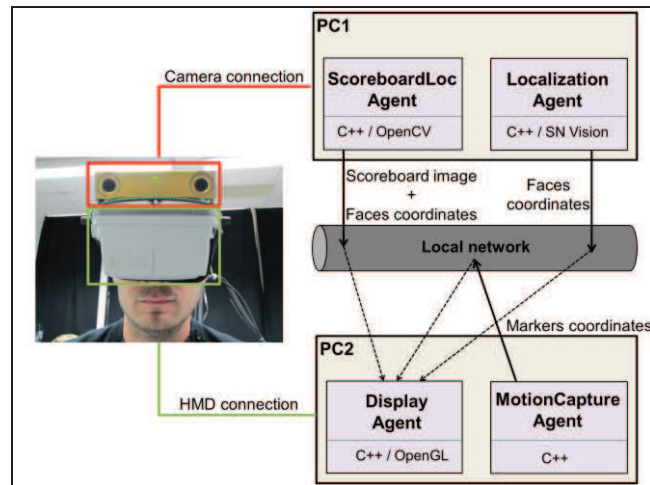 PC1
Camera connection
ScoreboardLoc
Agent
C++ / OpenCV
Localization
Agent
C++ / SN Vision
Scoreboard image
+
Faces coordinates
Faces
coordinates
Local network
Markers coordinates
PC2
HMD connection
Display
Agent
C++ / OpenGL
MotionCapture
Agent
C++